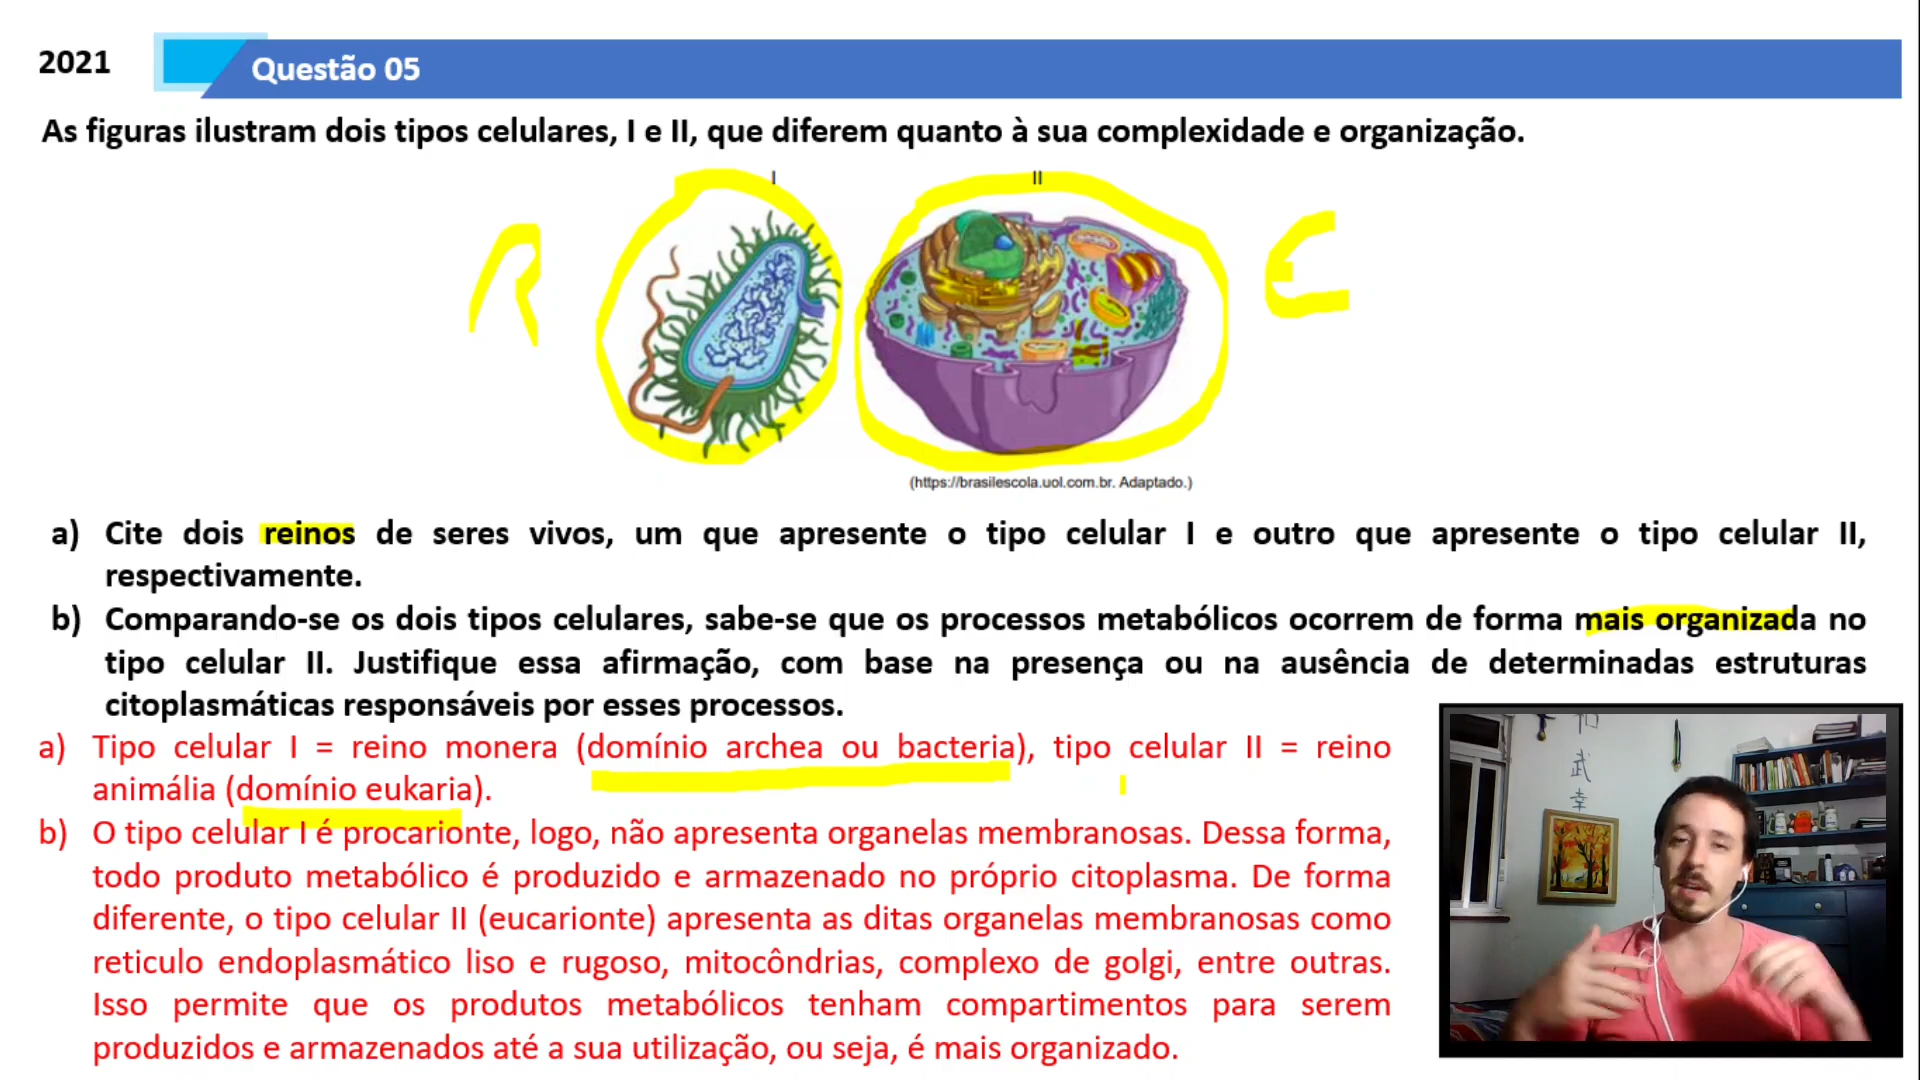 2021
Questão 05
As figuras ilustram dois tipos celulares, I e II, que diferem quanto à sua complexidade e organização.
I
II
E
(https://brasilescola.uol.com.br. Adaptado.)
a) Cite dois reinos de seres vivos, um que apresente o tipo celular I e outro que apresente o tipo celular II,
respectivamente.
b) Comparando-se os dois tipos celulares, sabe-se que os processos metabólicos ocorrem de forma mais organizada no
tipo celular II. Justifique essa afirmação, com base na presença ou na ausência de determinadas estruturas
citoplasmáticas responsáveis por esses processos.
a) Tipo celular I = reino monera (domínio archea ou bacteria), tipo celular II = reino
animália (domínio eukaria).
b) O tipo celular I é procarionte, logo, não apresenta organelas membranosas. Dessa forma,
todo produto metabólico é produzido e armazenado no próprio citoplasma. De forma
diferente, o tipo celular II (eucarionte) apresenta as ditas organelas membranosas como
reticulo endoplasmático liso e rugoso, mitocôndrias, complexo de golgi, entre outras.
Isso permite que os produtos metabólicos tenham compartimentos para serem
produzidos e armazenados até a sua utilização, ou seja, é mais organizado.
武
幸